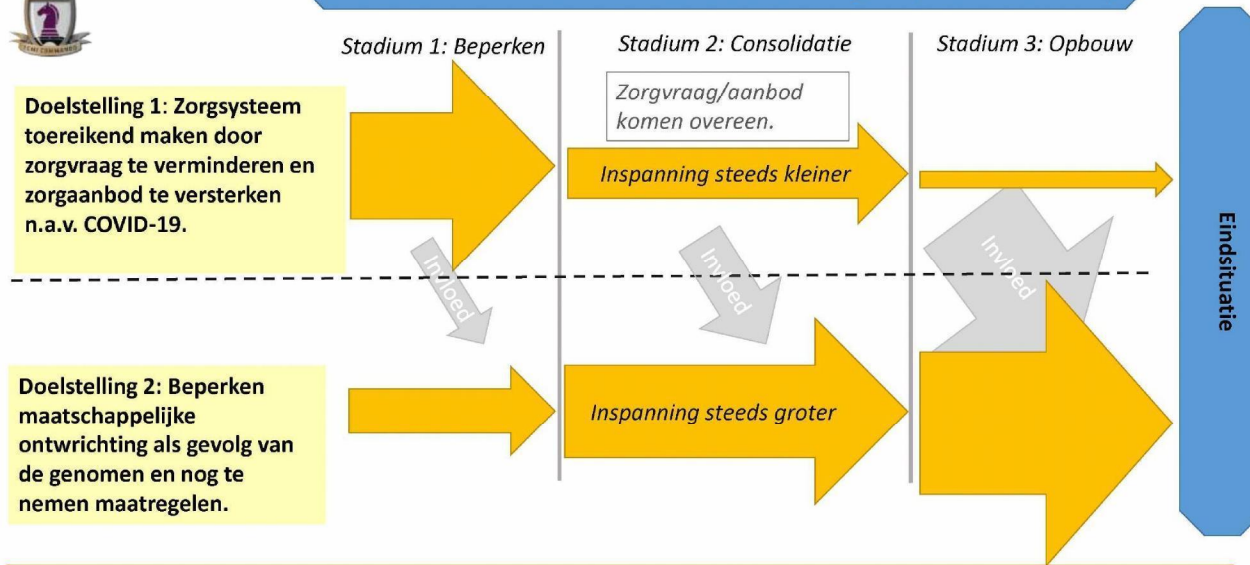 Stadium 1: Beperken
Stadium 2: Consolidatie
Stadium 3: Opbouw
Doelstelling 1: Zorgsysteem
toereikend maken door
zorgvraag te verminderen en
zorgaanbod te versterken
n.a.v. COVID-19.
Zorgvraag/aanbod
komen overeen.
Inspanning steeds kleiner
Invloed
Invloed
Invloed
Eindsituatie
Doelstelling 2: Beperken
maatschappelijke
ontwrichting als gevolg van
de genomen en nog te
nemen maatregelen.
Inspanning steeds groter